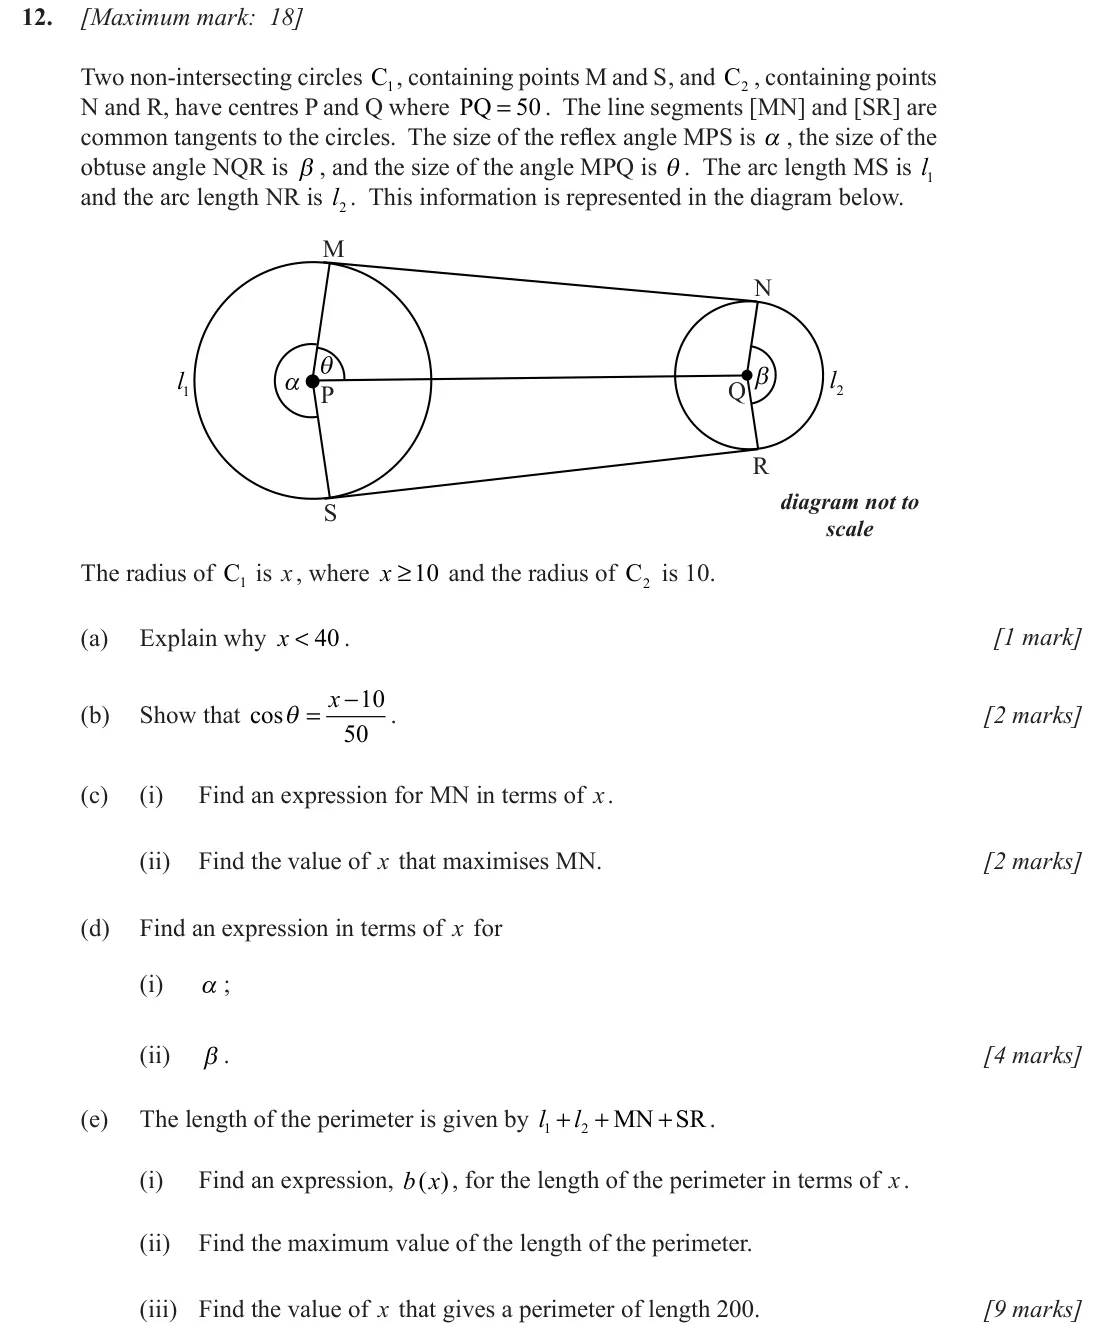 12. [Maximum mark: 18]
Two non-intersecting circles C₁, containing points M and S, and C₂, containing points
N and R, have centres P and Q where PQ = 50. The line segments [MN] and [SR] are
common tangents to the circles. The size of the reflex angle MPS is α, the size of the
obtuse angle NQR is β, and the size of the angle MPQ is θ. The arc length MS is l₁
and the arc length NR is l₂. This information is represented in the diagram below.
M
N
l₁
α
θ
P
Q
β
l₂
R
S
diagram not to
scale
The radius of C₁ is x, where x ≥ 10 and the radius of C₂ is 10.
(a) Explain why x < 40. [1 mark]
(b) Show that cos θ = (x − 10)/50. [2 marks]
(c) (i) Find an expression for MN in terms of x.
(ii) Find the value of x that maximises MN. [2 marks]
(d) Find an expression in terms of x for
(i) α;
(ii) β. [4 marks]
(e) The length of the perimeter is given by l₁ + l₂ + MN + SR.
(i) Find an expression, b(x), for the length of the perimeter in terms of x.
(ii) Find the maximum value of the length of the perimeter.
(iii) Find the value of x that gives a perimeter of length 200. [9 marks]